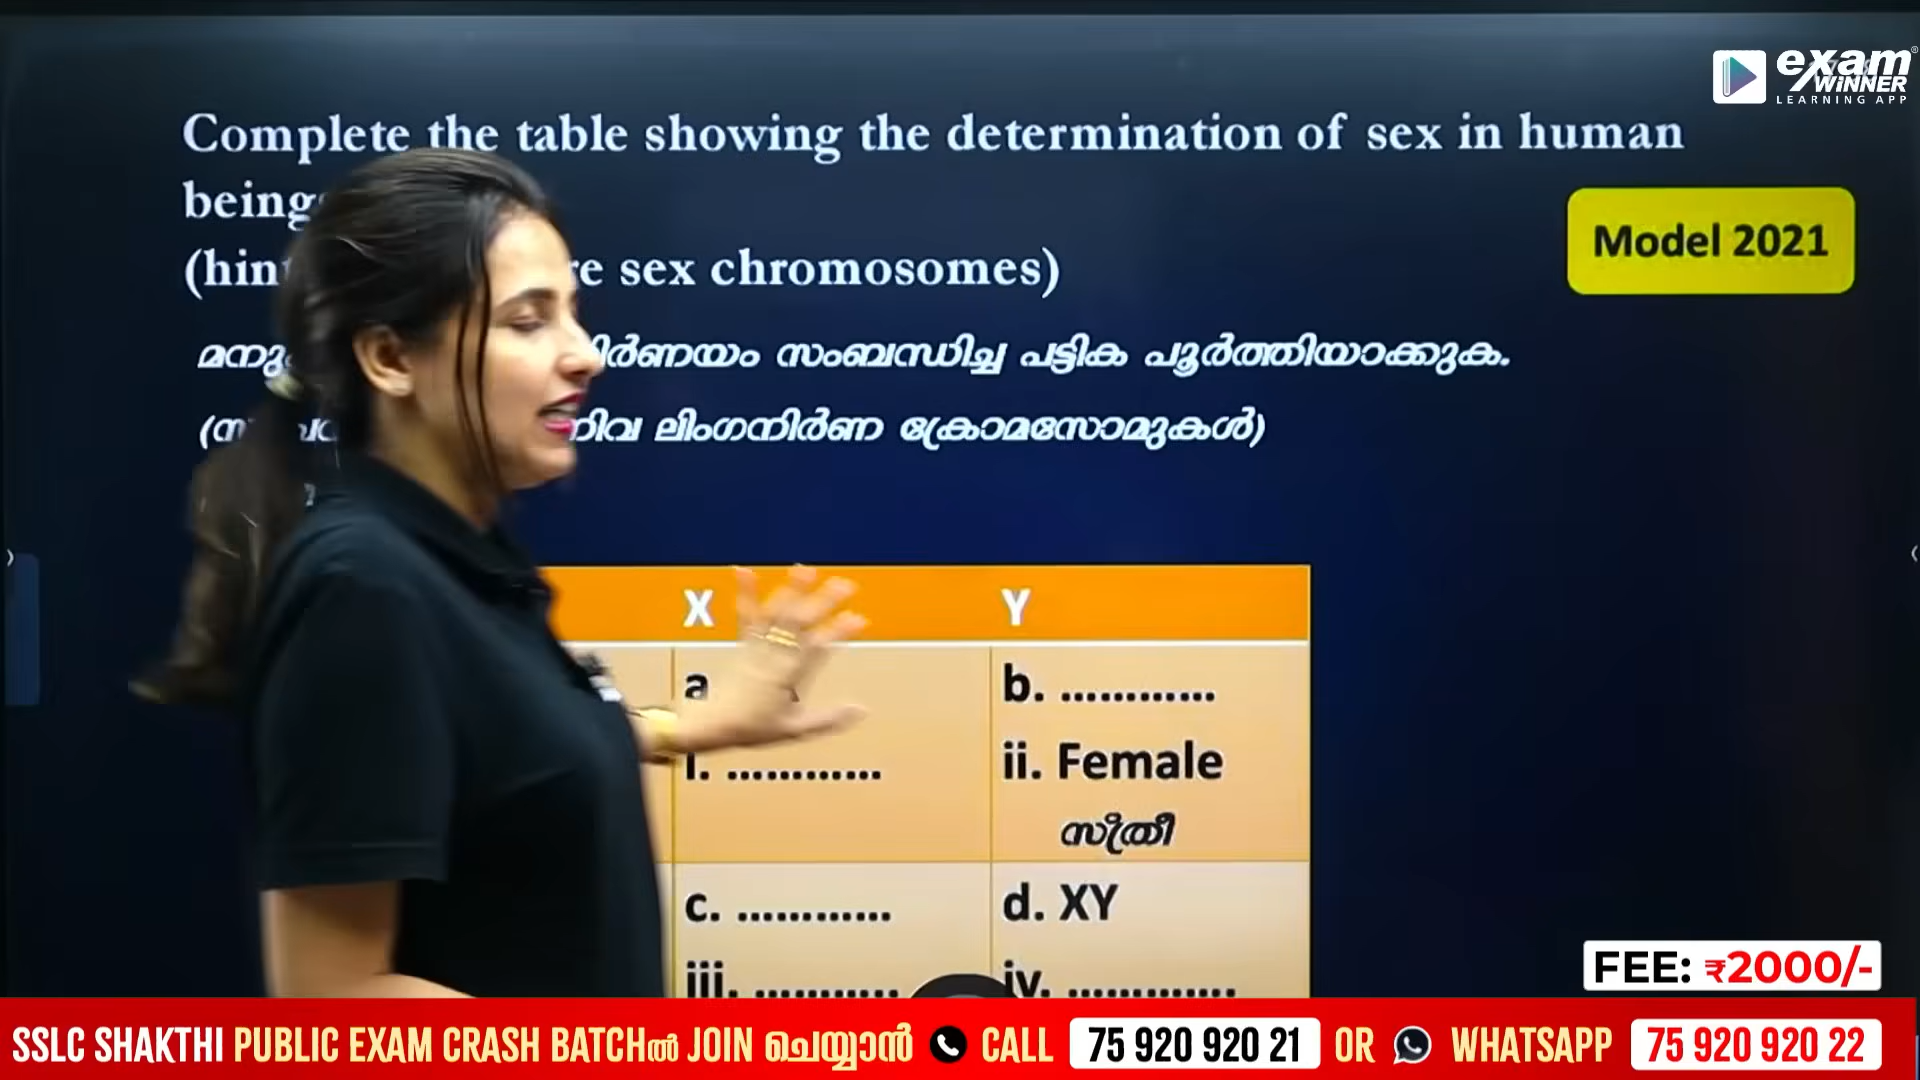 exam
WINNER
LEARNING APP
Complete the table showing the determination of sex in human
being
(hint re sex chromosomes)
Model 2021
സംബന്ധിച്ച പട്ടിക പൂർത്തിയാക്കുക.
ലിംഗനിർണ ക്രോമസോമുകൾ)
X Y
a b. ............
i. ............ ii. Female
സ്ത്രീ
c. ............ d. XY
iii. ............ iv. .............
FEE: ₹2000/-
SSLC SHAKTHI PUBLIC EXAM CRASH BATCHൽ JOIN ചെയ്യാൻ CALL 75 920 920 21 OR WHATSAPP 75 920 920 22